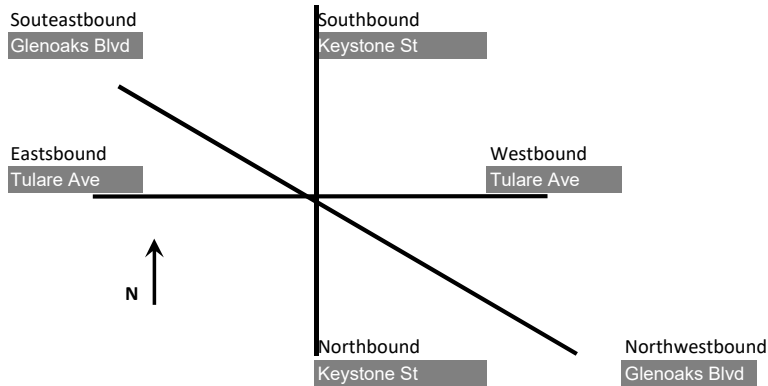 Souteastbound
Glenoaks Blvd
Southbound
Keystone St
Eastsbound
Tulare Ave
Westbound
Tulare Ave
N
Northbound
Keystone St
Northwestbound
Glenoaks Blvd